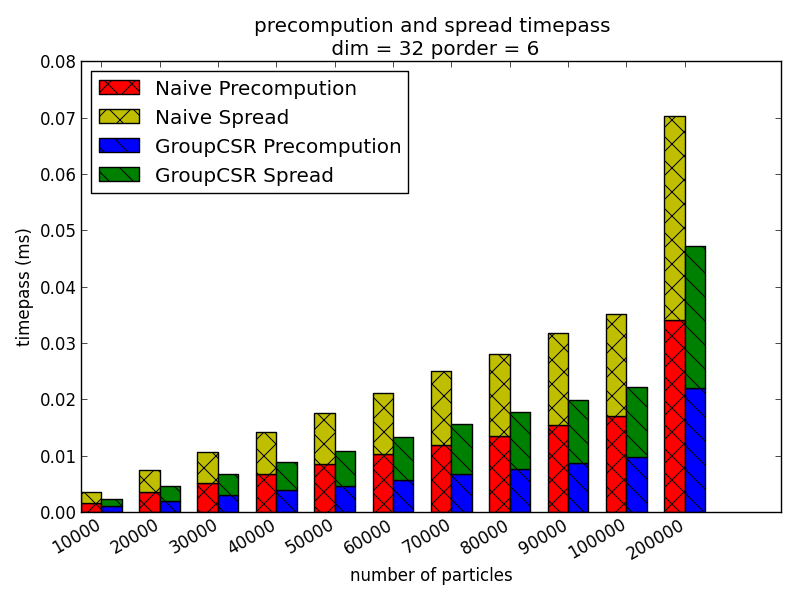 precompution and spread timepass
dim = 32 porder = 6
0.08
0.07
0.06
0.05
0.04
0.03
0.02
0.01
0.00
timepass (ms)
Naive Precompution
Naive Spread
GroupCSR Precompution
GroupCSR Spread
10000
20000
30000
40000
50000
60000
70000
80000
90000
100000
200000
number of particles